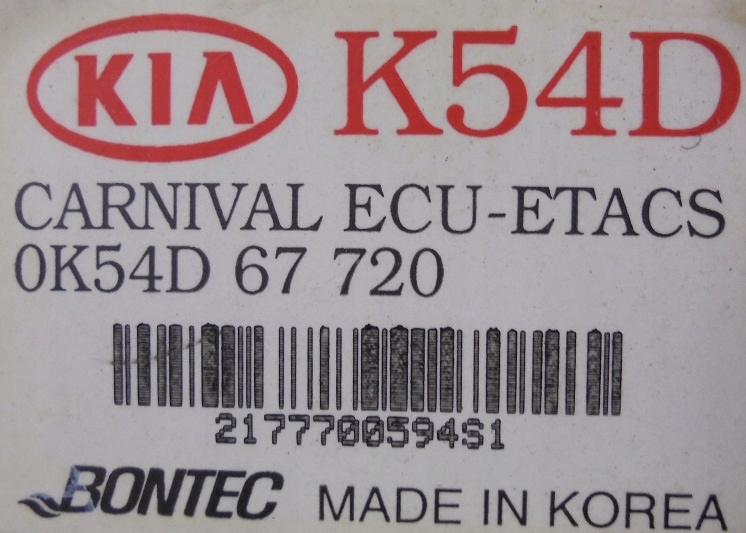 KIA K54D
CARNIVAL ECU-ETACS
0K54D 67 720
2177700594S1
BONTEC MADE IN KOREA